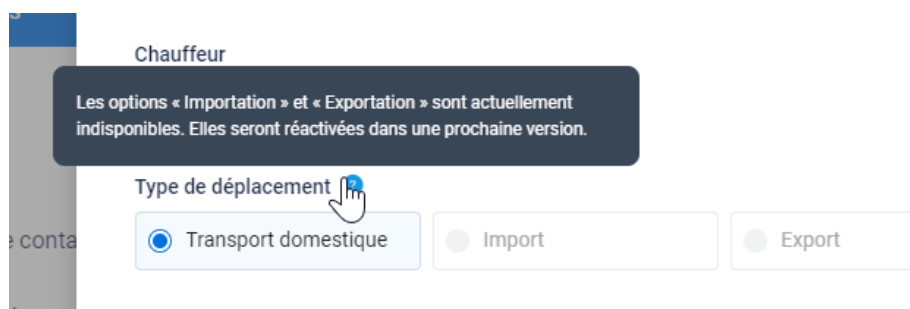 Chauffeur
Les options « Importation » et « Exportation » sont actuellement
indisponibles. Elles seront réactivées dans une prochaine version.
Type de déplacement ?
e conta
Transport domestique
Import
Export